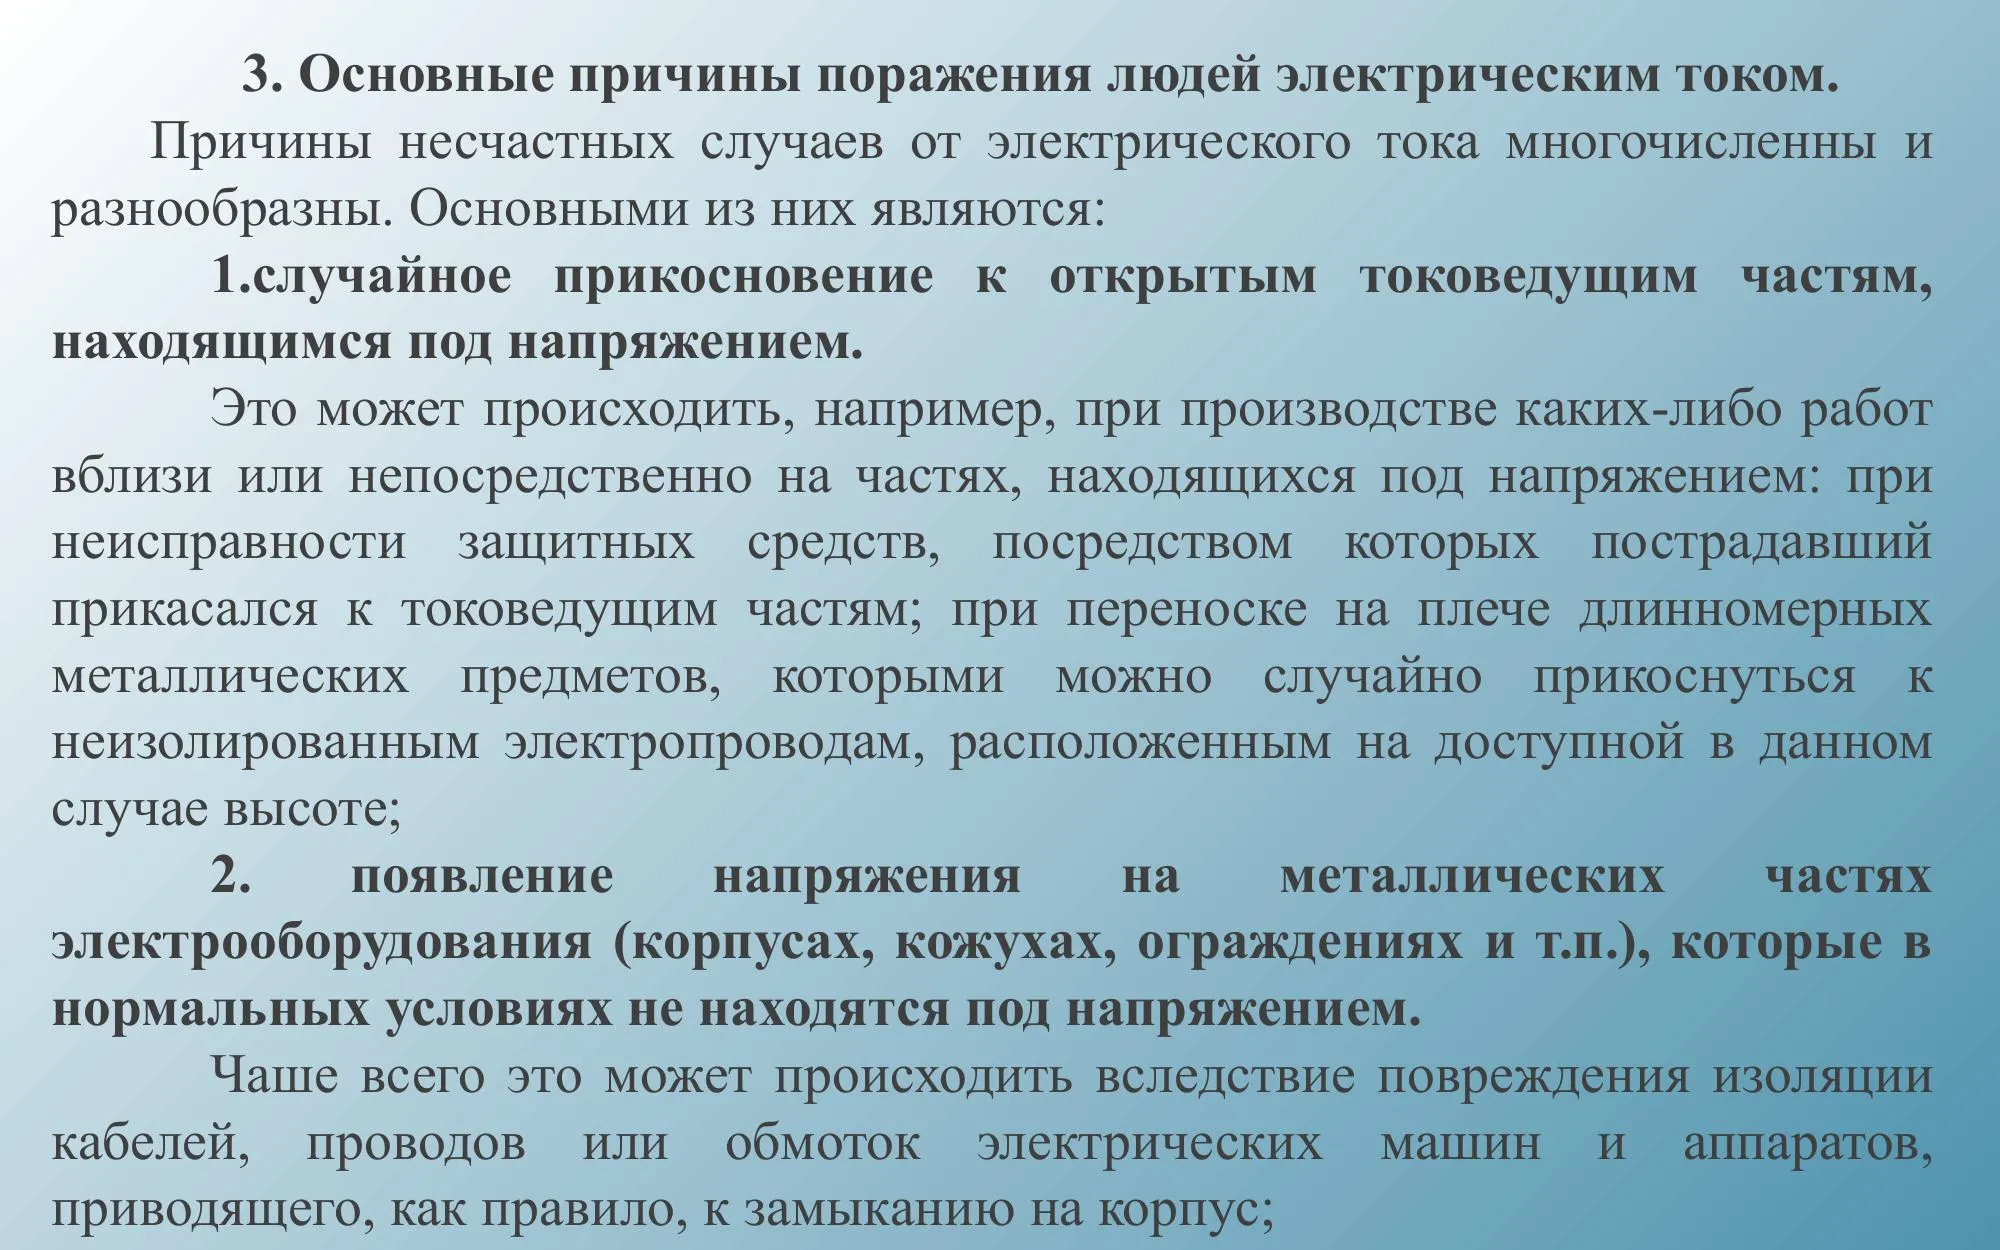 3. Основные причины поражения людей электрическим током.
Причины несчастных случаев от электрического тока многочисленны и
разнообразны. Основными из них являются:
1.случайное прикосновение к открытым токоведущим частям,
находящимся под напряжением.
Это может происходить, например, при производстве каких-либо работ
вблизи или непосредственно на частях, находящихся под напряжением: при
неисправности защитных средств, посредством которых пострадавший
прикасался к токоведущим частям; при переноске на плече длинномерных
металлических предметов, которыми можно случайно прикоснуться к
неизолированным электропроводам, расположенным на доступной в данном
случае высоте;
2. появление напряжения на металлических частях
электрооборудования (корпусах, кожухах, ограждениях и т.п.), которые в
нормальных условиях не находятся под напряжением.
Чаше всего это может происходить вследствие повреждения изоляции
кабелей, проводов или обмоток электрических машин и аппаратов,
приводящего, как правило, к замыканию на корпус;